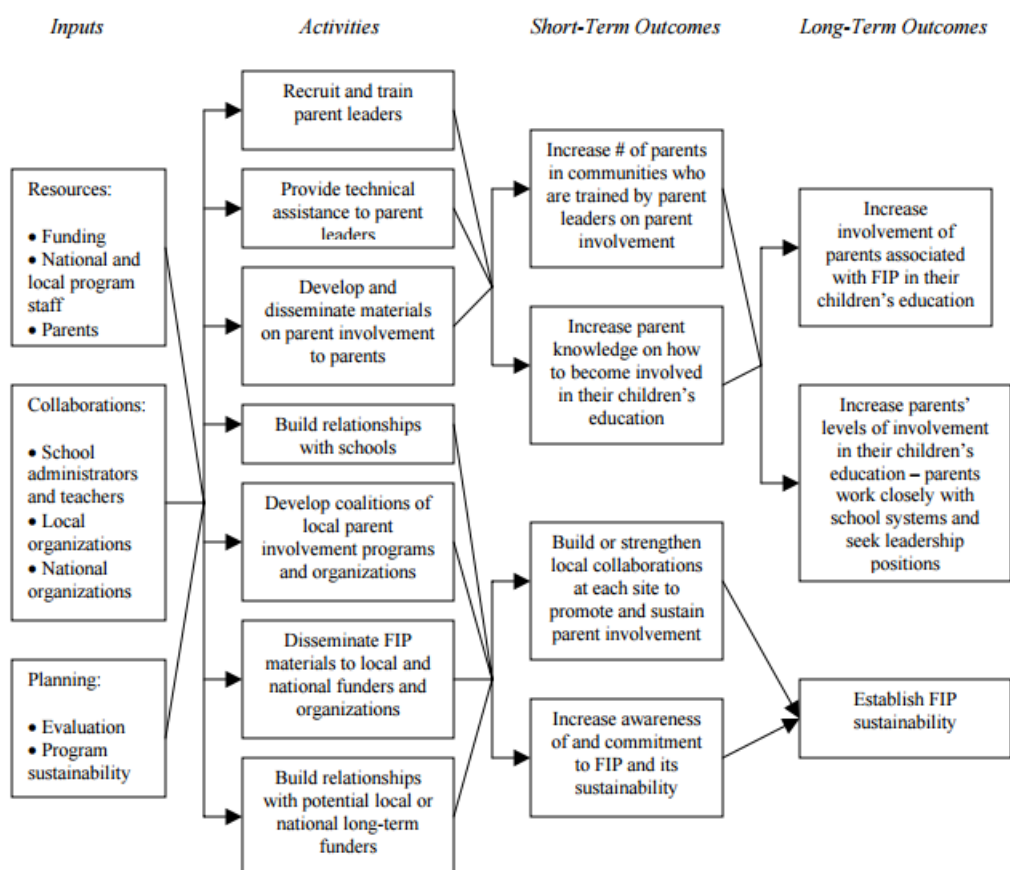 Inputs
Activities
Short-Term Outcomes
Long-Term Outcomes
Resources:
• Funding
• National and
local program
staff
• Parents
Collaborations:
• School
administrators
and teachers
• Local
organizations
• National
organizations
Planning:
• Evaluation
• Program
sustainability
Recruit and train
parent leaders
Provide technical
assistance to parent
leaders
Develop and
disseminate materials
on parent involvement
to parents
Build relationships
with schools
Develop coalitions of
local parent
involvement programs
and organizations
Disseminate FIP
materials to local and
national funders and
organizations
Build relationships
with potential local or
national long-term
funders
Increase # of parents
in communities who
are trained by parent
leaders on parent
involvement
Increase parent
knowledge on how
to become involved
in their children’s
education
Build or strengthen
local collaborations
at each site to
promote and sustain
parent involvement
Increase awareness
of and commitment
to FIP and its
sustainability
Increase
involvement of
parents associated
with FIP in their
children’s education
Increase parents’
levels of involvement
in their children’s
education – parents
work closely with
school systems and
seek leadership
positions
Establish FIP
sustainability